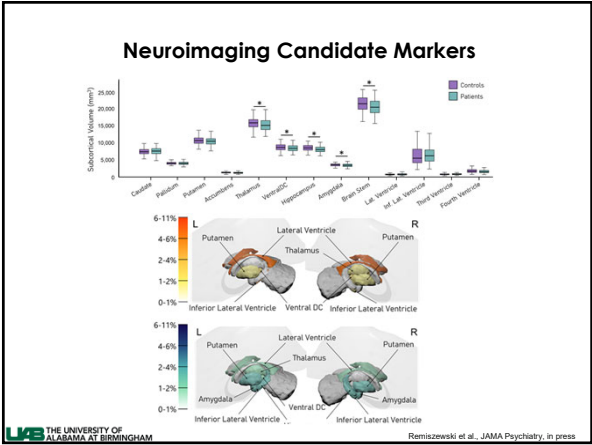 Neuroimaging Candidate Markers
Subcortical Volume (mm³)
25,000
20,000
15,000
10,000
5,000
0
* * * * *
Controls
Patients
Caudate
Pallidum
Putamen
Accumbens
Thalamus
VentralDC
Hippocampus
Amygdala
Brain Stem
Lat. Ventricle
Inf. Lat. Ventricle
Third Ventricle
Fourth Ventricle
6-11%
4-6%
2-4%
1-2%
0-1%
L
R
Lateral Ventricle
Putamen
Putamen
Thalamus
Inferior Lateral Ventricle
Ventral DC
Inferior Lateral Ventricle
6-11%
4-6%
2-4%
1-2%
0-1%
L
R
Lateral Ventricle
Putamen
Putamen
Thalamus
Amygdala
Amygdala
Ventral DC
Inferior Lateral Ventricle
Inferior Lateral Ventricle
UAB THE UNIVERSITY OF
ALABAMA AT BIRMINGHAM
Remiszewski et al., JAMA Psychiatry, in press